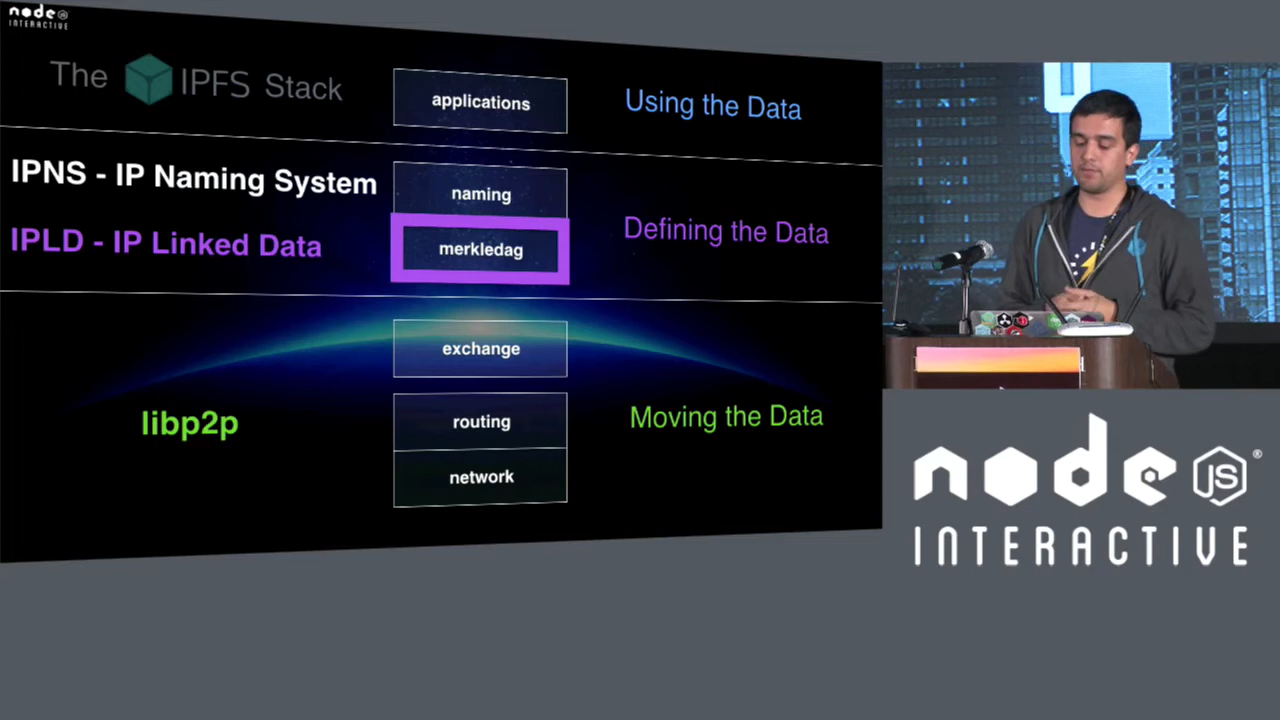 node JS
INTERACTIVE
The IPFS Stack
applications
Using the Data
IPNS - IP Naming System
naming
IPLD - IP Linked Data
merkledag
Defining the Data
exchange
libp2p
routing
Moving the Data
network
node JS ®
INTERACTIVE